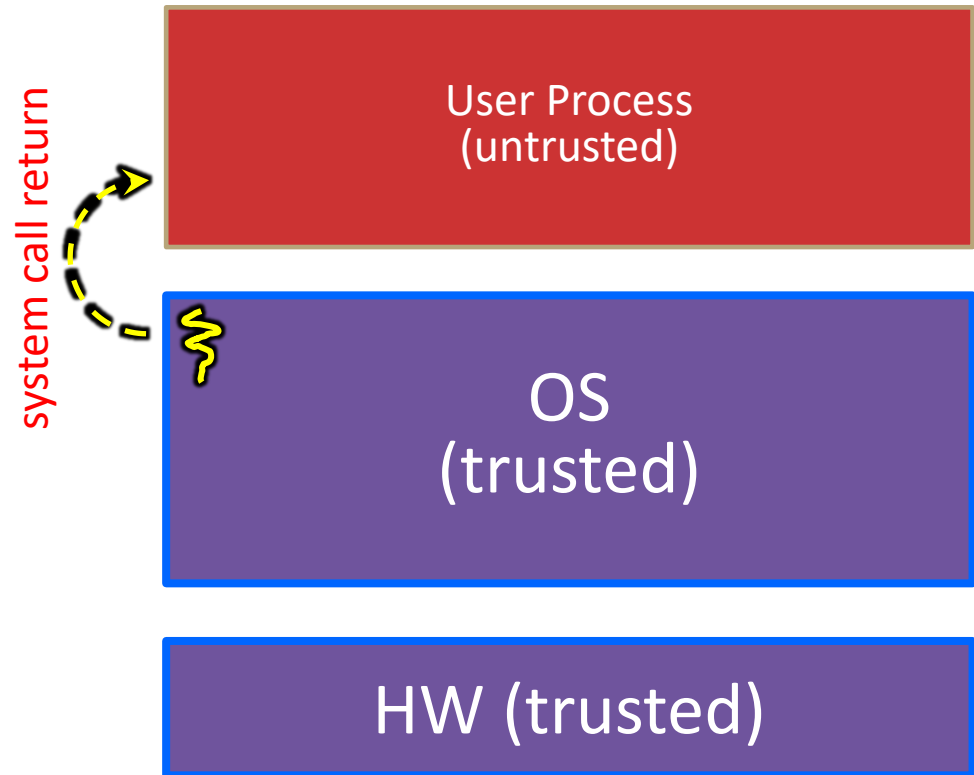 system call return
User Process
(untrusted)
OS
(trusted)
HW (trusted)